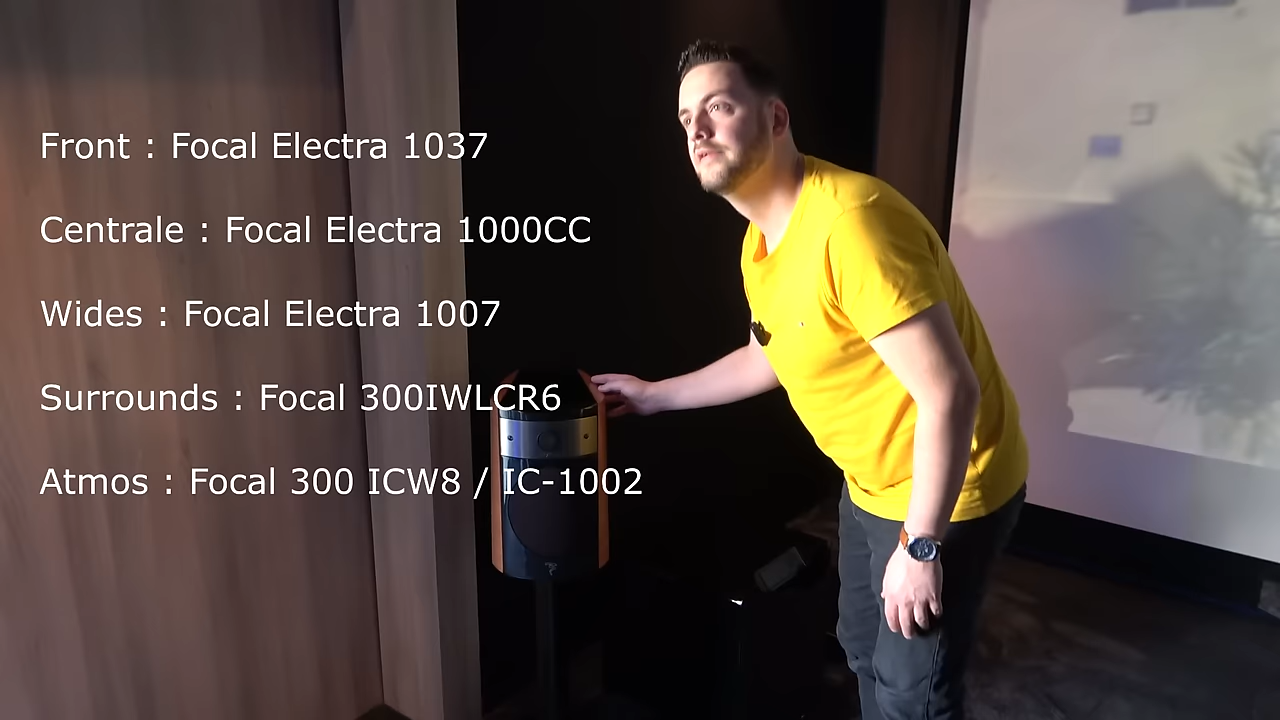 Front : Focal Electra 1037
Centrale : Focal Electra 1000CC
Wides : Focal Electra 1007
Surrounds : Focal 300IWLCR6
Atmos : Focal 300 ICW8 / IC-1002